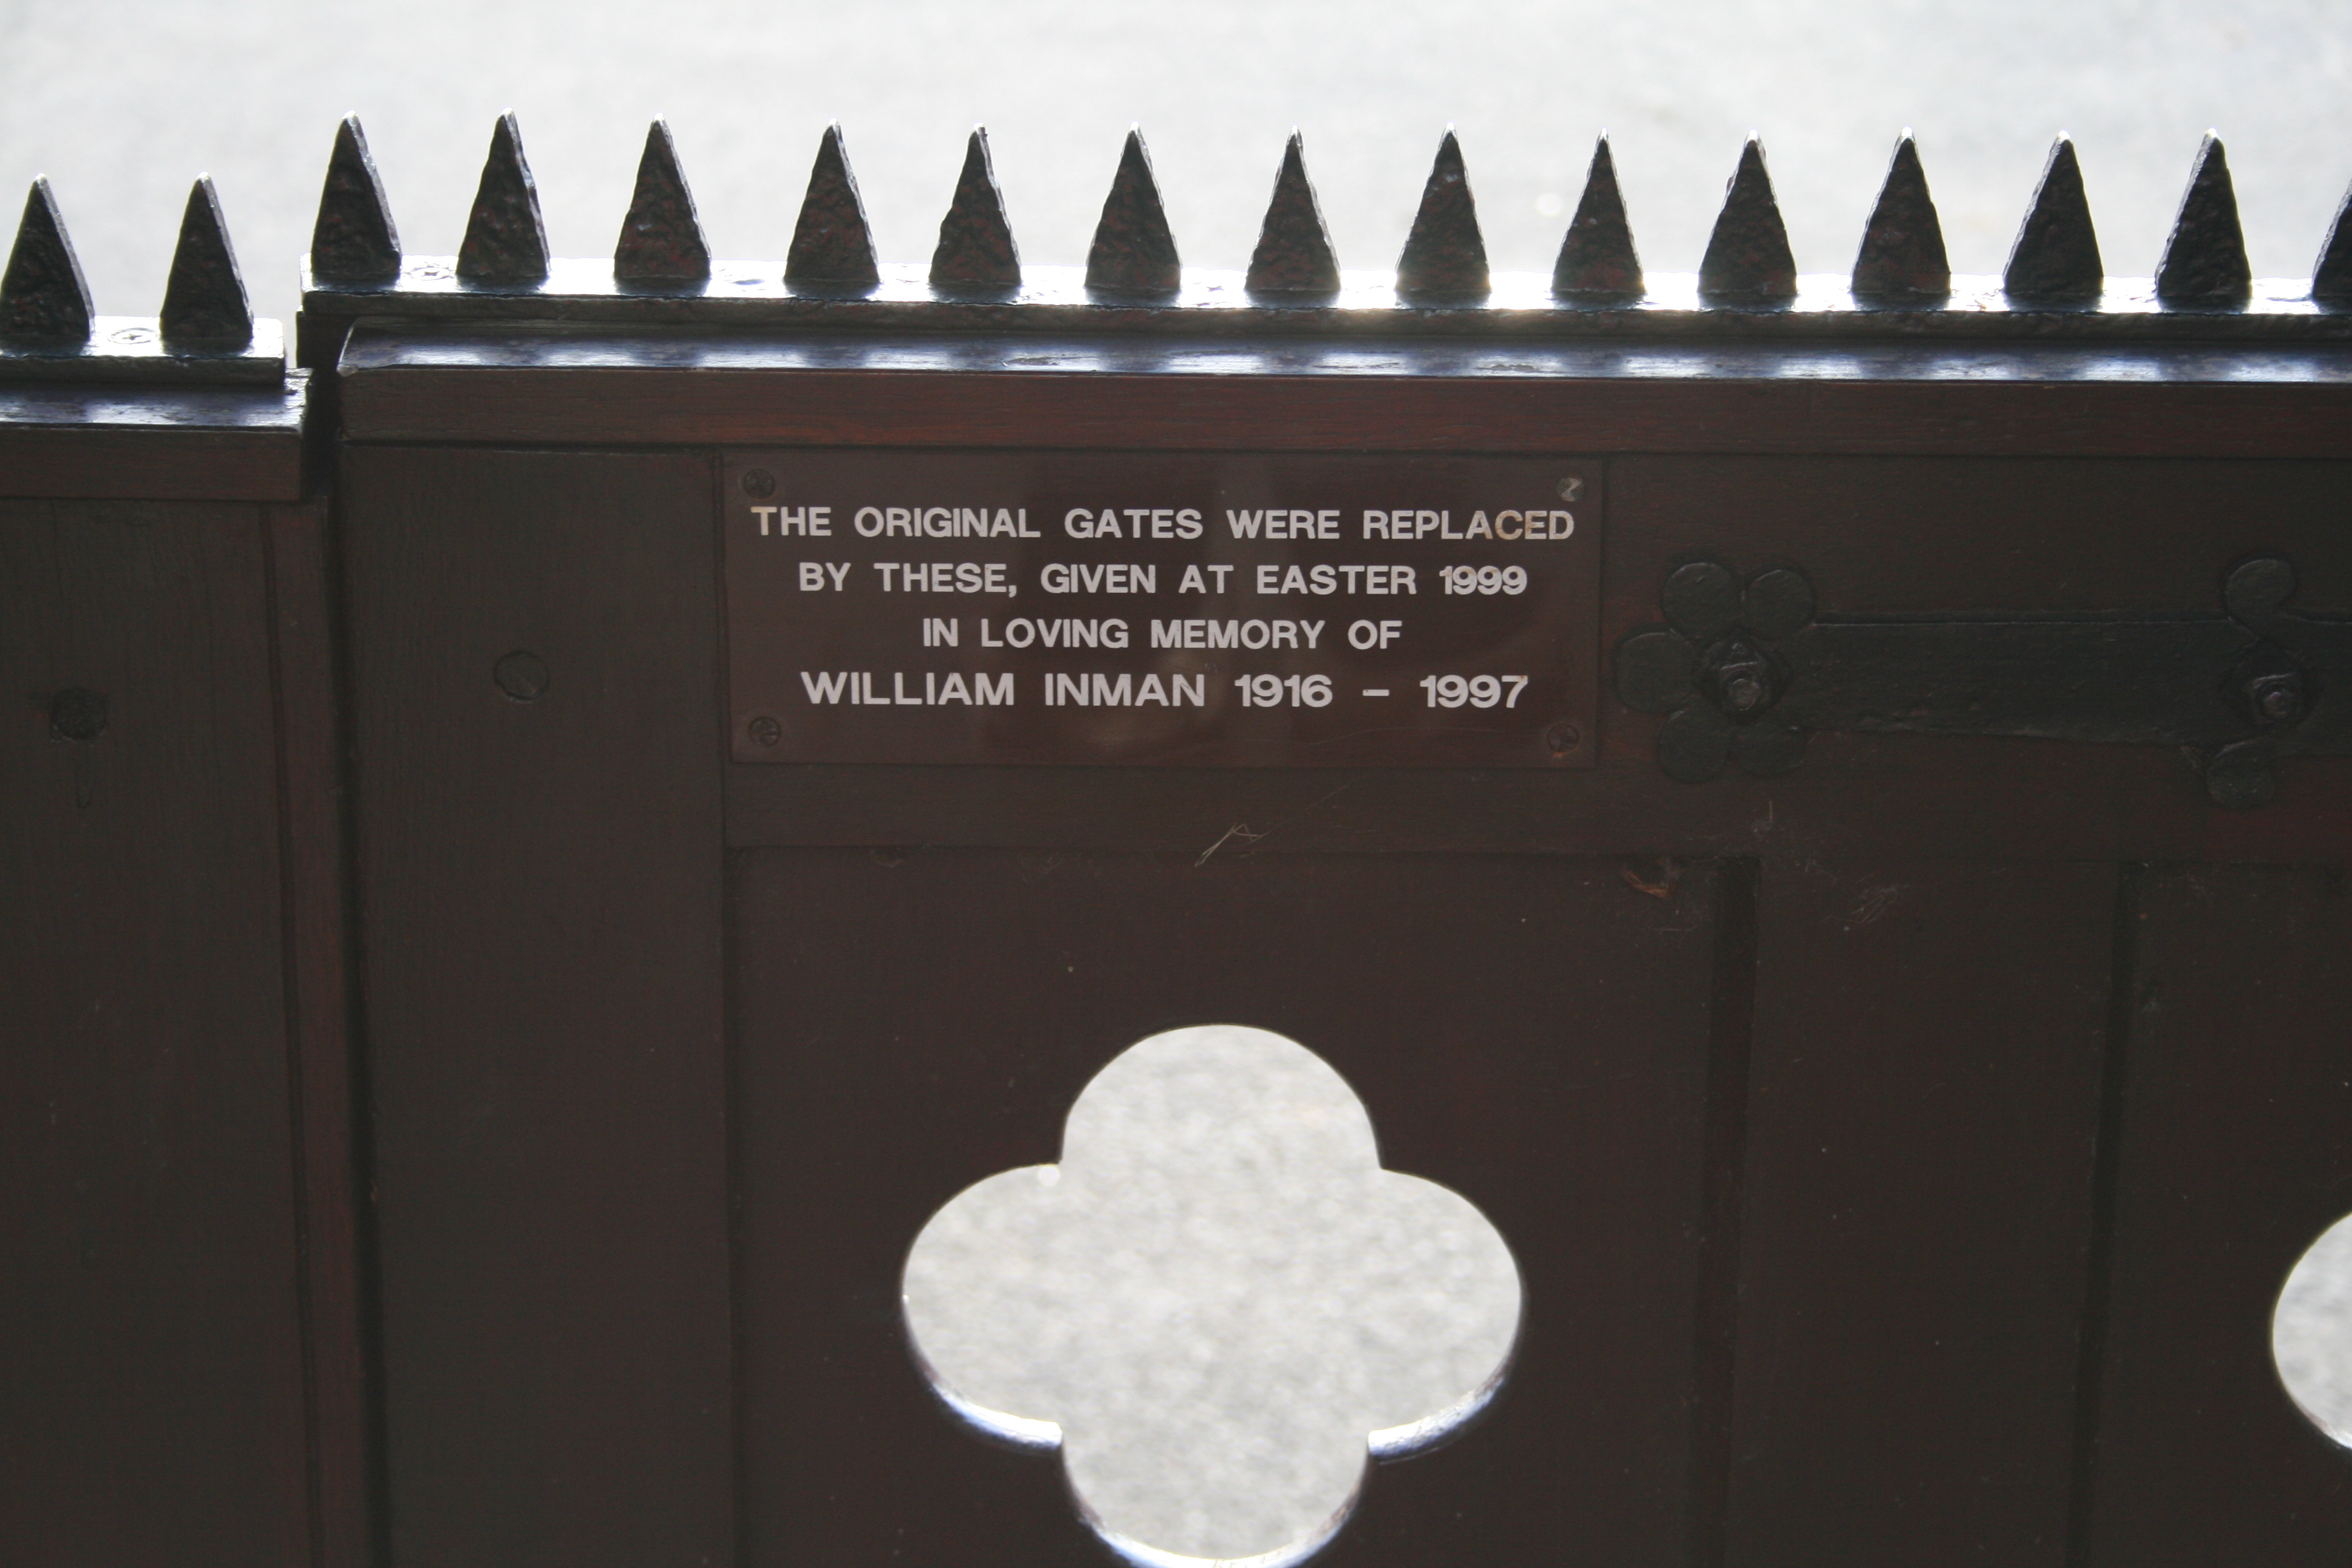 THE ORIGINAL GATES WERE REPLACED
BY THESE, GIVEN AT EASTER 1999
IN LOVING MEMORY OF
WILLIAM INMAN 1916 – 1997